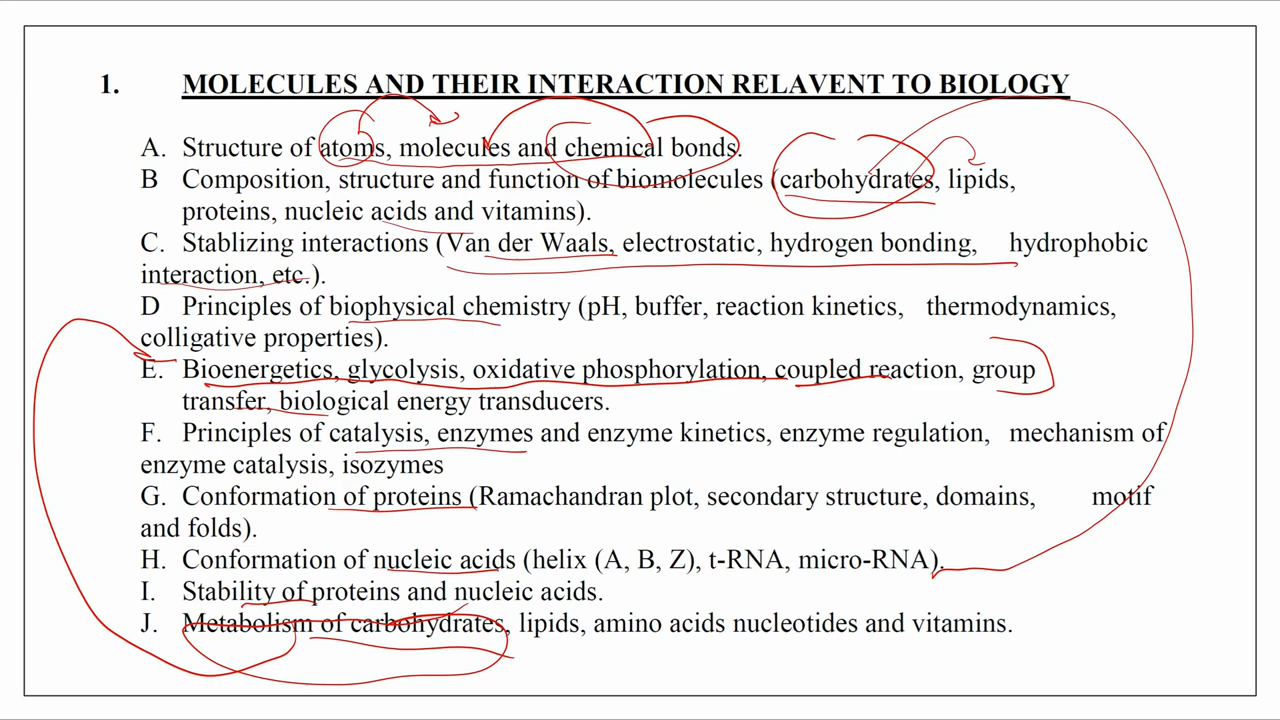 1. MOLECULES AND THEIR INTERACTION RELAVENT TO BIOLOGY
A. Structure of atoms, molecules and chemical bonds.
B Composition, structure and function of biomolecules (carbohydrates, lipids,
proteins, nucleic acids and vitamins).
C. Stablizing interactions (Van der Waals, electrostatic, hydrogen bonding, hydrophobic
interaction, etc.).
D Principles of biophysical chemistry (pH, buffer, reaction kinetics, thermodynamics,
colligative properties).
E. Bioenergetics, glycolysis, oxidative phosphorylation, coupled reaction, group
transfer, biological energy transducers.
F. Principles of catalysis, enzymes and enzyme kinetics, enzyme regulation, mechanism of
enzyme catalysis, isozymes
G. Conformation of proteins (Ramachandran plot, secondary structure, domains, motif
and folds).
H. Conformation of nucleic acids (helix (A, B, Z), t-RNA, micro-RNA).
I. Stability of proteins and nucleic acids.
J. Metabolism of carbohydrates, lipids, amino acids nucleotides and vitamins.